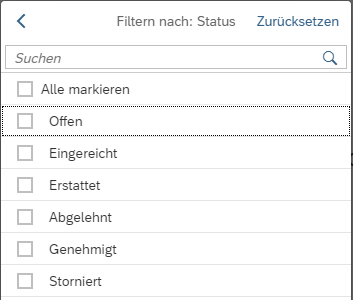 Filtern nach: Status Zurücksetzen
Suchen
Alle markieren
Offen
Eingereicht
Erstattet
Abgelehnt
Genehmigt
Storniert